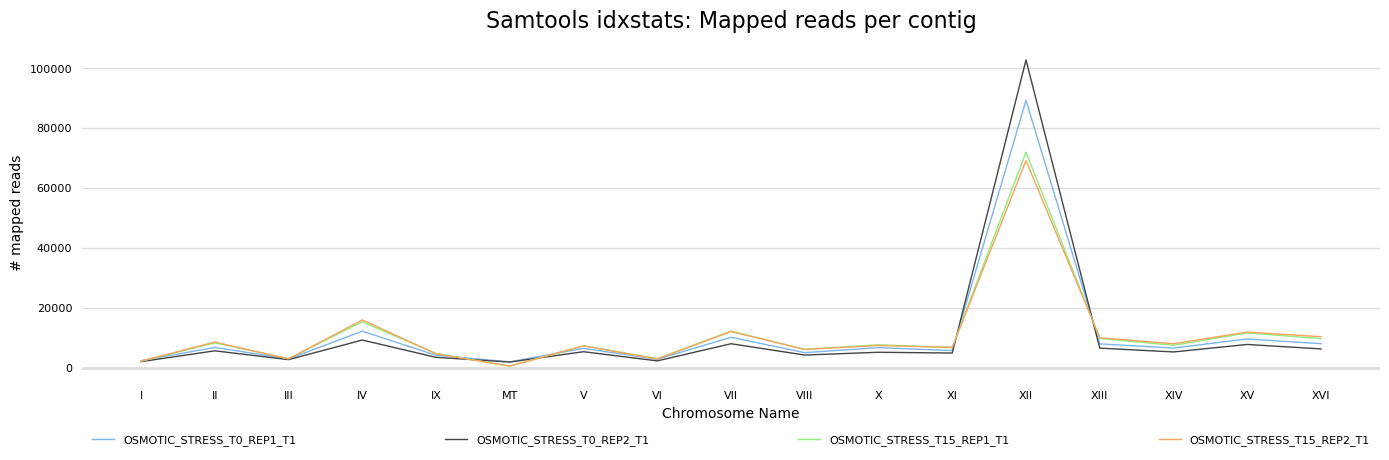 Samtools idxstats: Mapped reads per contig
100000
80000
60000
40000
20000
0
# mapped reads
I II III IV IX MT V VI VII VIII X XI XII XIII XIV XV XVI
Chromosome Name
OSMOTIC_STRESS_T0_REP1_T1 OSMOTIC_STRESS_T0_REP2_T1 OSMOTIC_STRESS_T15_REP1_T1 OSMOTIC_STRESS_T15_REP2_T1